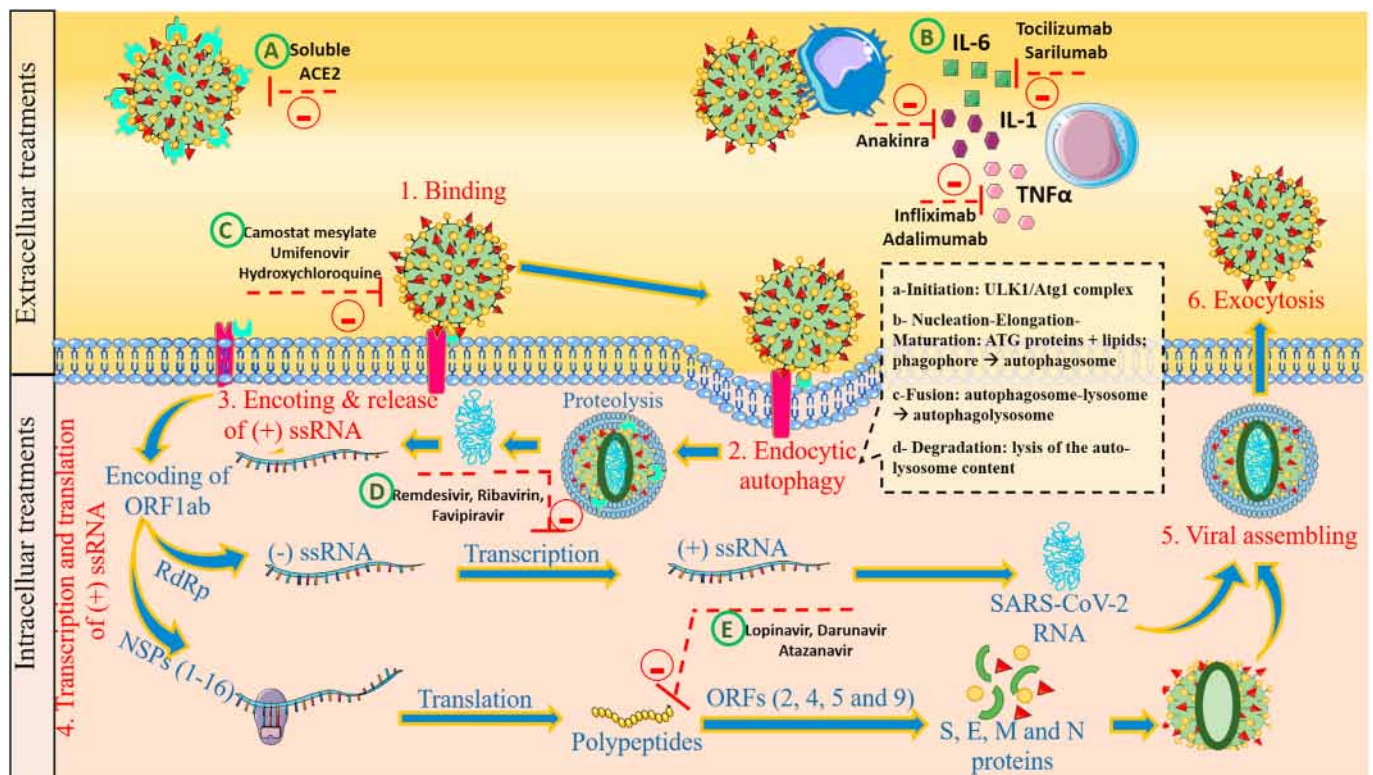 Extracelluar treatments
A
Soluble
ACE2
B
IL-6
Tocilizumab
Sarilumab
IL-1
Anakinra
TNFα
Infliximab
Adalimumab
1. Binding
C
Camostat mesylate
Umifenovir
Hydroxychloroquine
a-Initiation: ULK1/Atg1 complex
b- Nucleation-Elongation-
Maturation: ATG proteins + lipids;
phagophore → autophagosome
c-Fusion: autophagosome-lysosome
→ autophagolysosome
d- Degradation: lysis of the auto-
lysosome content
6. Exocytosis
Intracelluar treatments
3. Encoting & release
of (+) ssRNA
Proteolysis
2. Endocytic
autophagy
D
Remdesivir, Ribavirin,
Favipiravir
4. Transcription and translation
of (+) ssRNA
Encoding of
ORF1ab
RdRp
(-) ssRNA
Transcription
(+) ssRNA
SARS-CoV-2
RNA
5. Viral assembling
NSPs (1-16)
Translation
Polypeptides
E
Lopinavir, Darunavir
Atazanavir
ORFs (2, 4, 5 and 9)
S, E, M and N
proteins